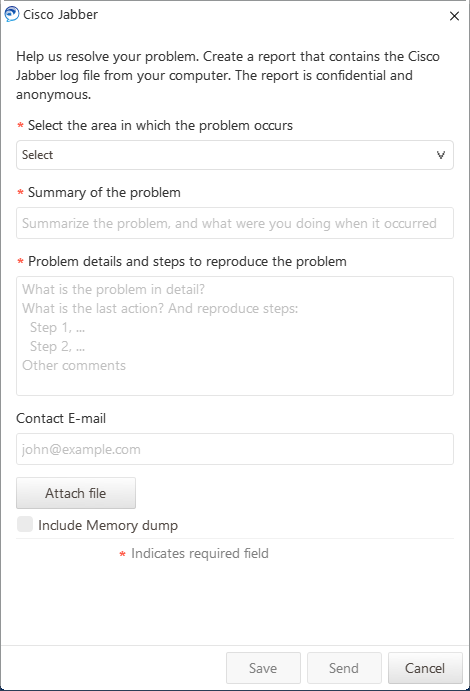 Cisco Jabber
Help us resolve your problem. Create a report that contains the Cisco
Jabber log file from your computer. The report is confidential and
anonymous.
* Select the area in which the problem occurs
Select
* Summary of the problem
Summarize the problem, and what were you doing when it occurred
* Problem details and steps to reproduce the problem
What is the problem in detail?
What is the last action? And reproduce steps:
Step 1, ...
Step 2, ...
Other comments
Contact E-mail
john@example.com
Attach file
Include Memory dump
* Indicates required field
Save Send Cancel